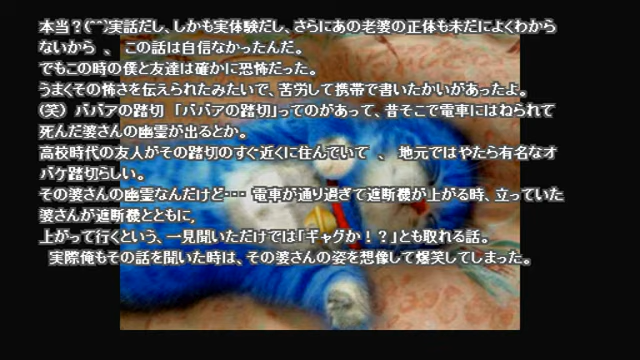 本当?(^^)実話だし、しかも実体験だし、さらにあの老婆の正体も未だによくわから
ないから 、 この話は自信なかったんだ。
でもこの時の僕と友達は確かに恐怖だった。
うまくその怖さを伝えられたみたいで、苦労して携帯で書いたかいがあったよ。
(笑) ババアの踏切 「ババアの踏切」ってのがあって、昔そこで電車にはねられて
死んだ婆さんの幽霊が出るとか。
高校時代の友人がその踏切のすぐ近くに住んでいて 、 地元ではやたら有名なオ
バケ踏切らしい。
その婆さんの幽霊なんだけど・・・ 電車が通り過ぎて遮断機が上がる時、立っていた
婆さんが遮断機とともに,
上がって行くという、一見聞いただけでは「ギャグか!?」とも取れる話。
実際俺もその話を聞いた時は、その婆さんの姿を想像して爆笑してしまった。